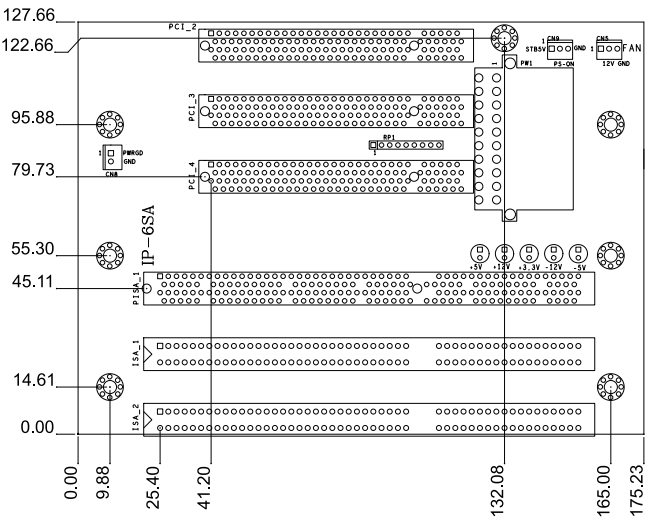 127.66
122.66
95.88
79.73
55.30
45.11
14.61
0.00
PCI_2
PCI_3
PCI_4
IP-6SA
PISA_1
ISA_1
ISA_2
1
CN9
STB5V
GND
PS-ON
1
CN5
FAN
12V GND
1
PW1
RP1
1
1
PWRGD
GND
CN8
+5V
+12V
+3.3V
-12V
-5V
0.00
9.88
25.40
41.20
132.08
165.00
175.23